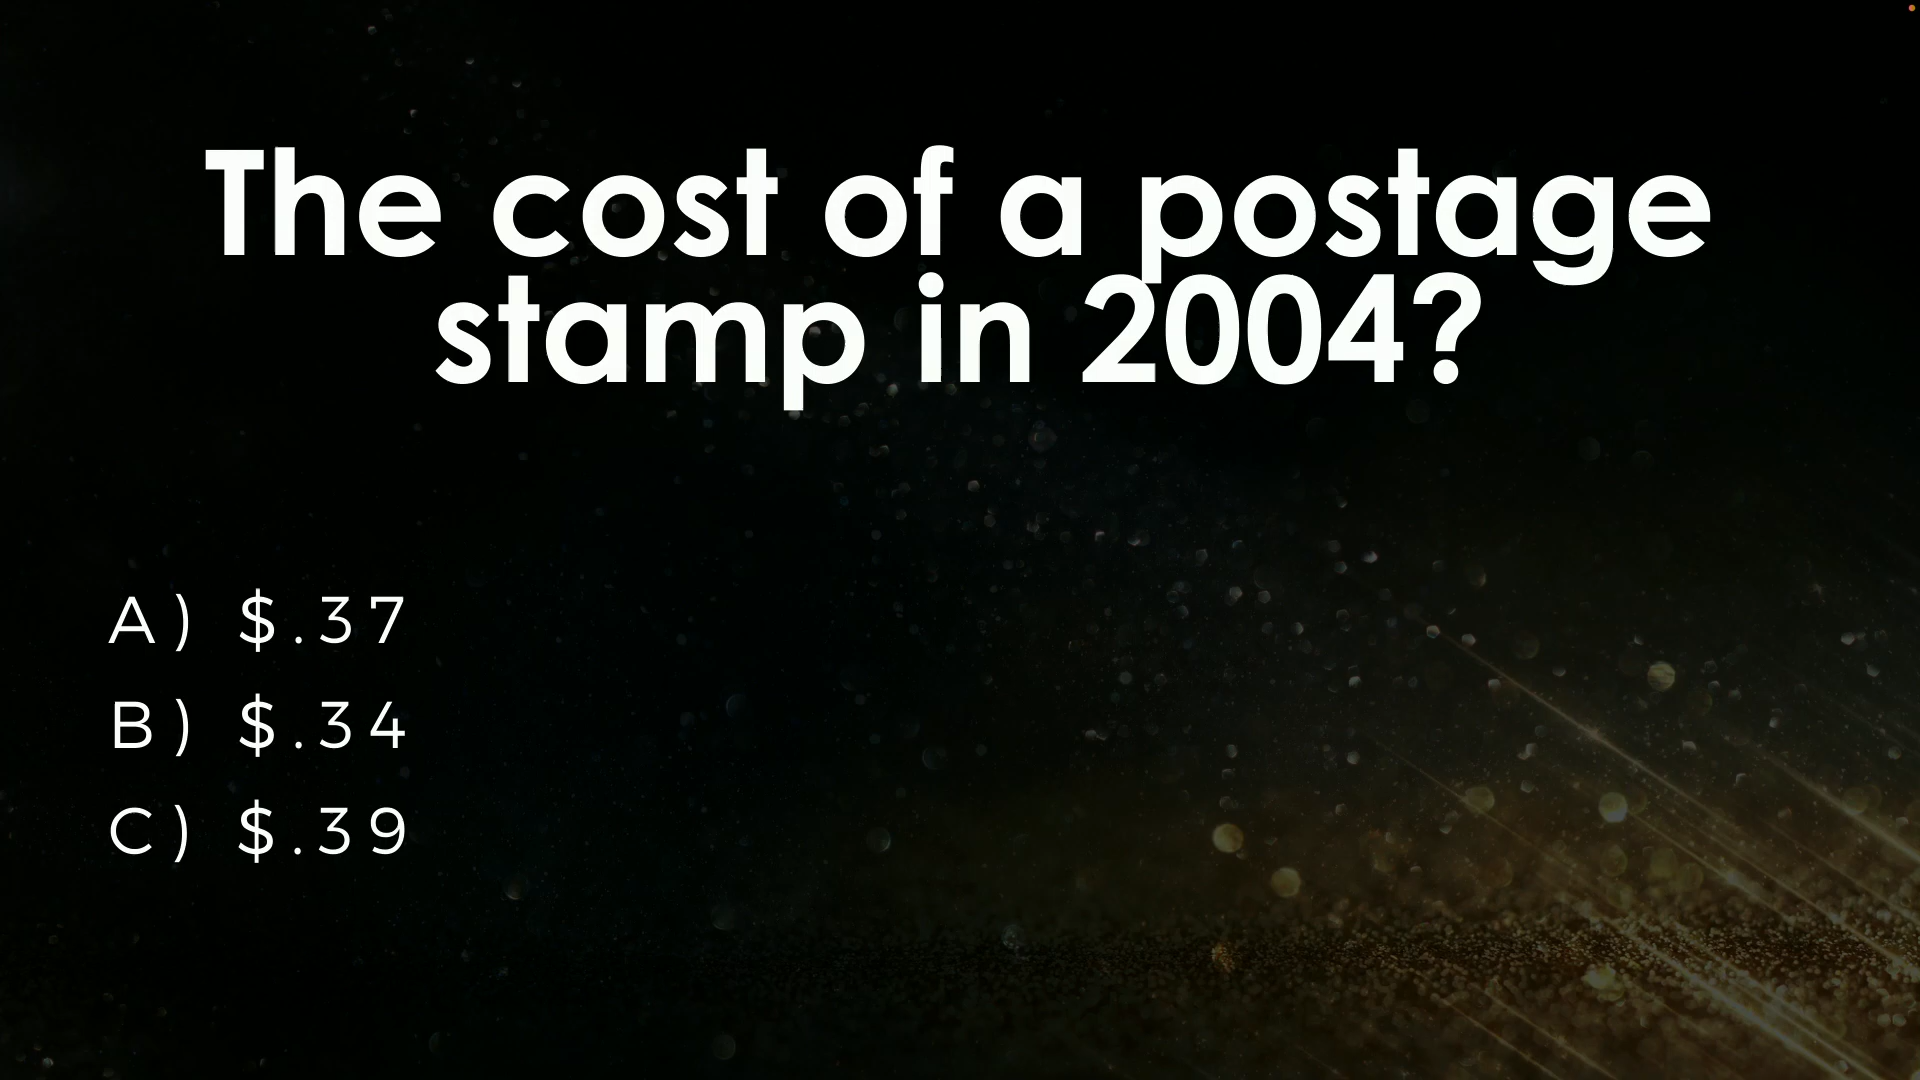 The cost of a postage
stamp in 2004?
A) $.37
B) $.34
C) $.39